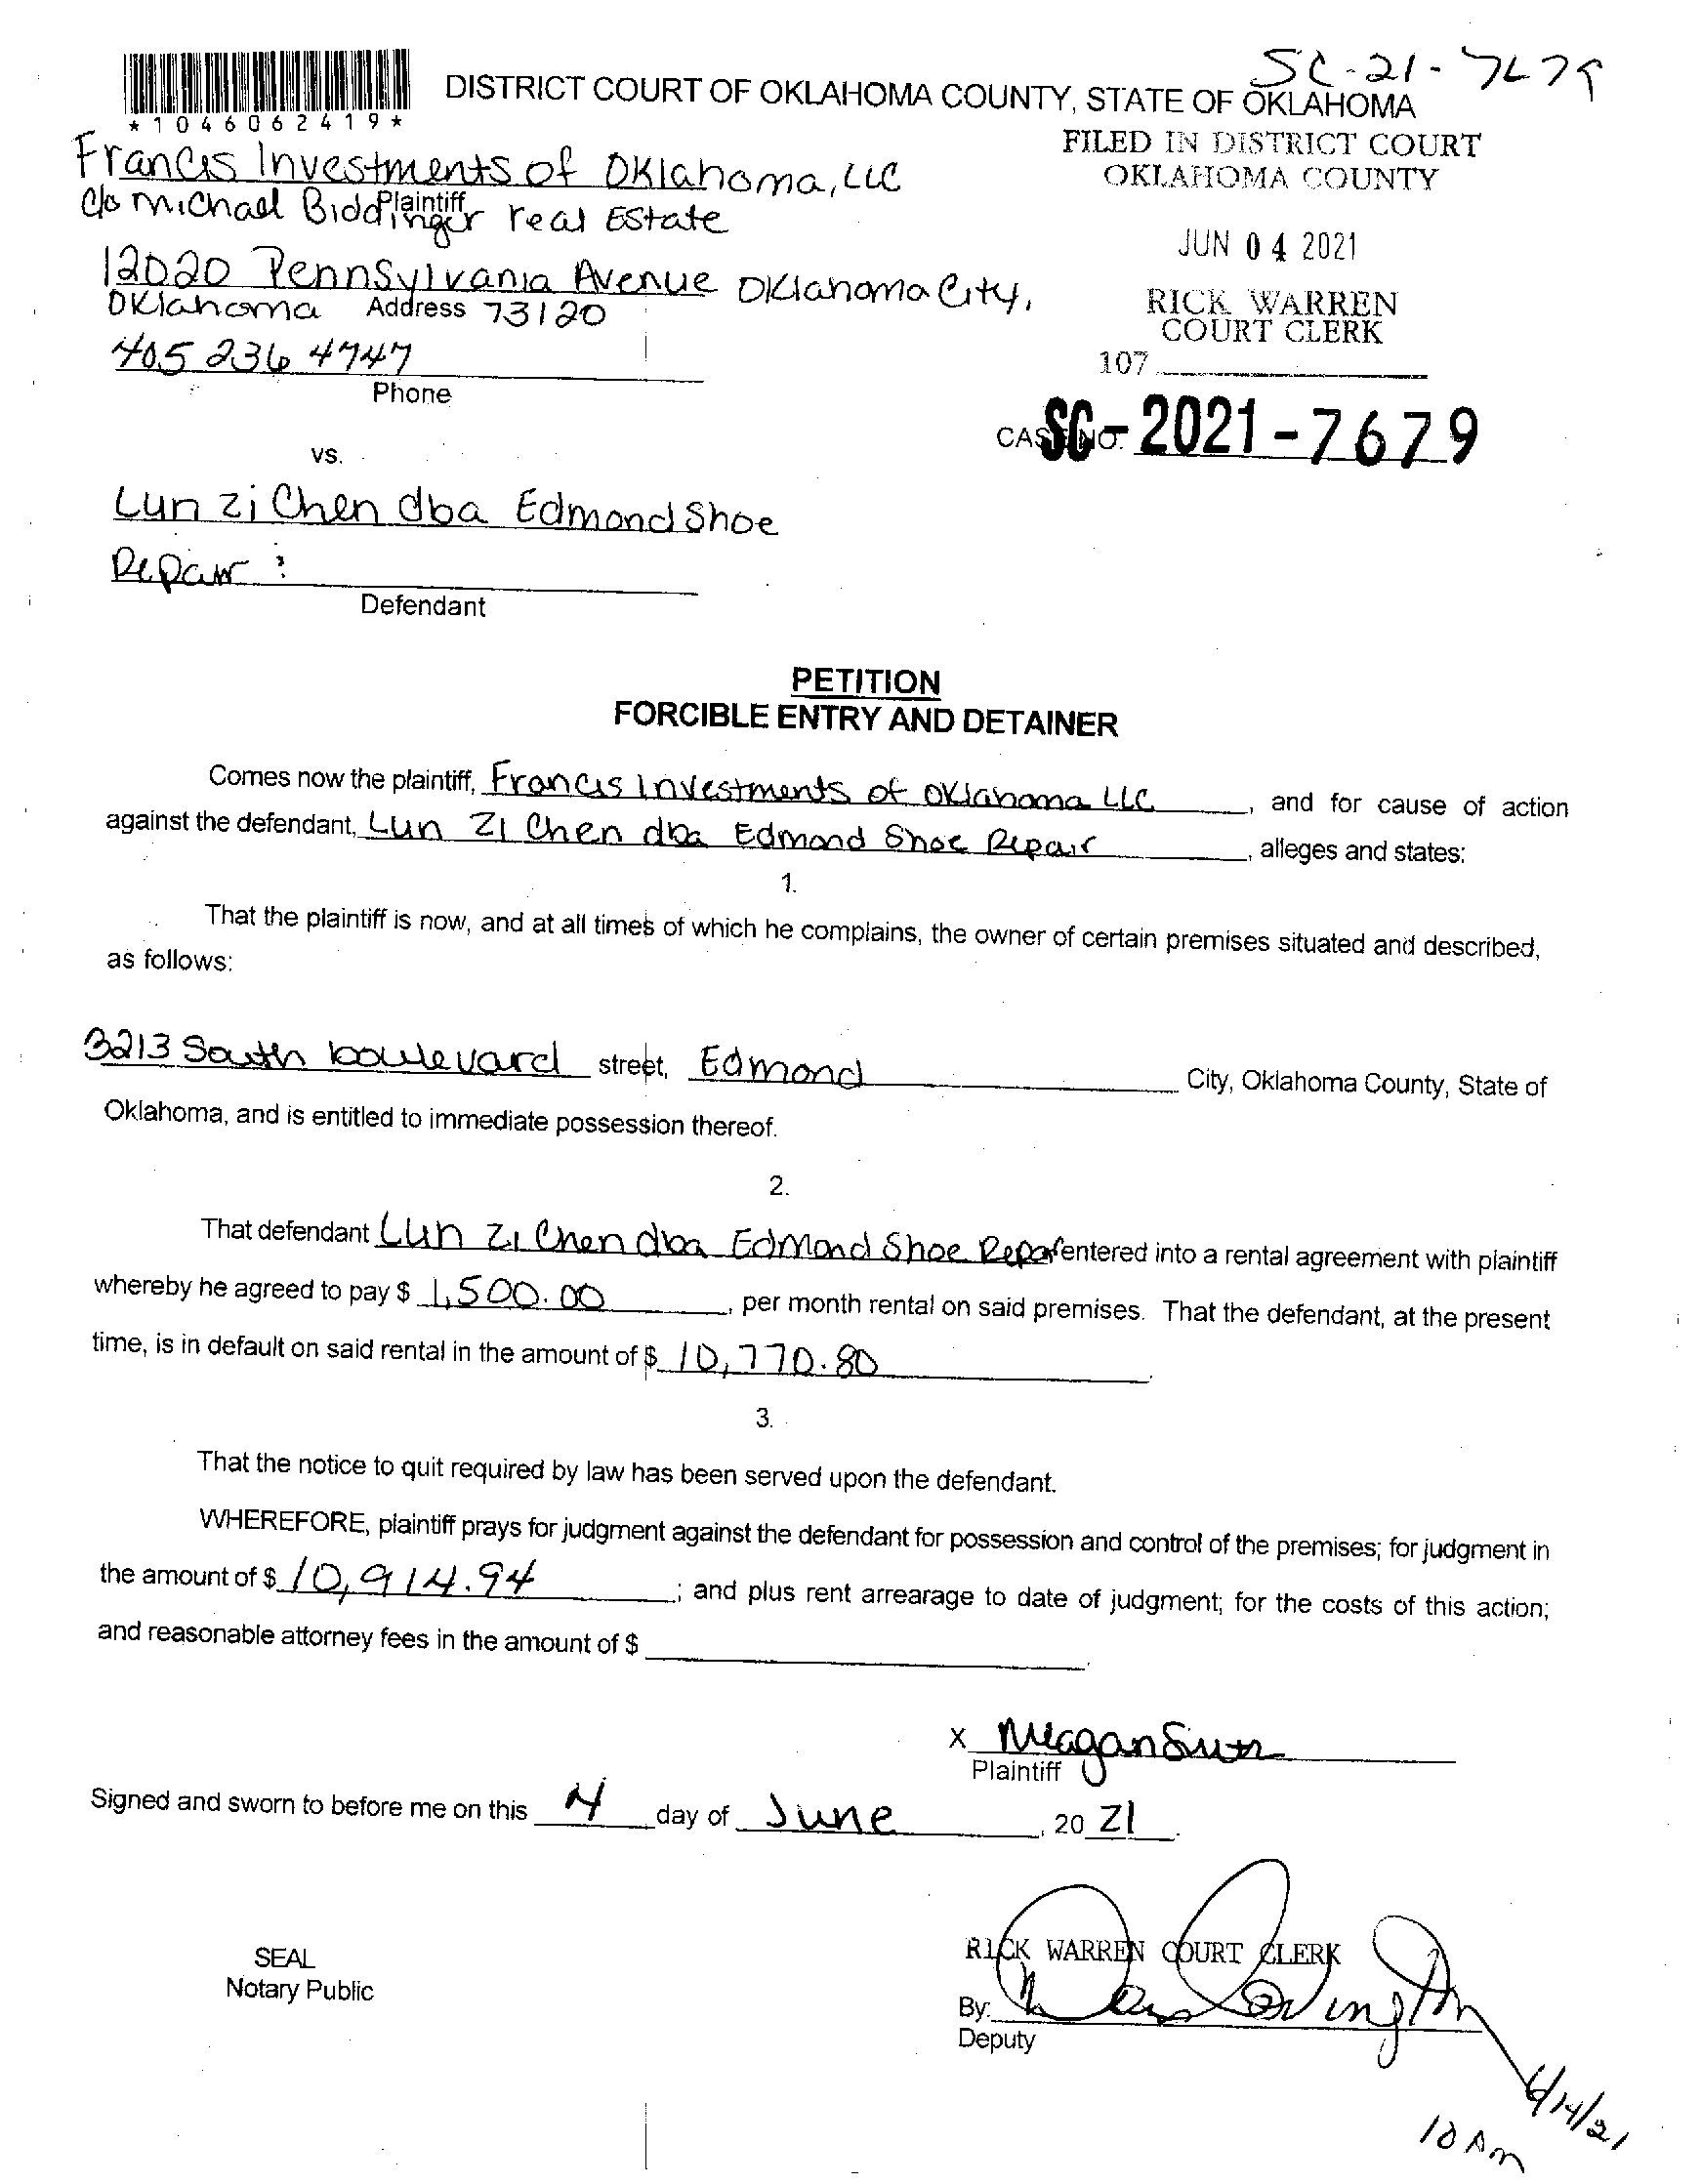 SC-21-7679
DISTRICT COURT OF OKLAHOMA COUNTY, STATE OF OKLAHOMA
*1046062419*
FILED IN DISTRICT COURT
OKLAHOMA COUNTY
Francis Investments of Oklahoma, LLC
c/o Michael Biddinger real Estate
Plaintiff
JUN 04 2021
12020 Pennsylvania Avenue Oklahoma City,
Oklahoma 73120
Address
RICK WARREN
COURT CLERK
405 236 4747
107
Phone
CASE NO. SC-2021-7679
vs.
Lun Zi Chen dba Edmond Shoe
Repair :
Defendant
PETITION
FORCIBLE ENTRY AND DETAINER
Comes now the plaintiff, Francis Investments of Oklahoma LLC, and for cause of action
against the defendant, Lun Zi Chen dba Edmond Shoe Repair, alleges and states:
1.
That the plaintiff is now, and at all times of which he complains, the owner of certain premises situated and described,
as follows:
3213 South boulevard street, Edmond City, Oklahoma County, State of
Oklahoma, and is entitled to immediate possession thereof.
2.
That defendant Lun Zi Chen dba Edmond Shoe Repair entered into a rental agreement with plaintiff
whereby he agreed to pay $ 1,500.00, per month rental on said premises. That the defendant, at the present
time, is in default on said rental in the amount of $ 10,770.80.
3.
That the notice to quit required by law has been served upon the defendant.
WHEREFORE, plaintiff prays for judgment against the defendant for possession and control of the premises; for judgment in
the amount of $ 10,914.94; and plus rent arrearage to date of judgment; for the costs of this action;
and reasonable attorney fees in the amount of $
X Meagan
Plaintiff
Signed and sworn to before me on this 4 day of June, 20 21.
SEAL
Notary Public
RICK WARREN COURT CLERK
By:
Deputy
6/14/21
10 Am